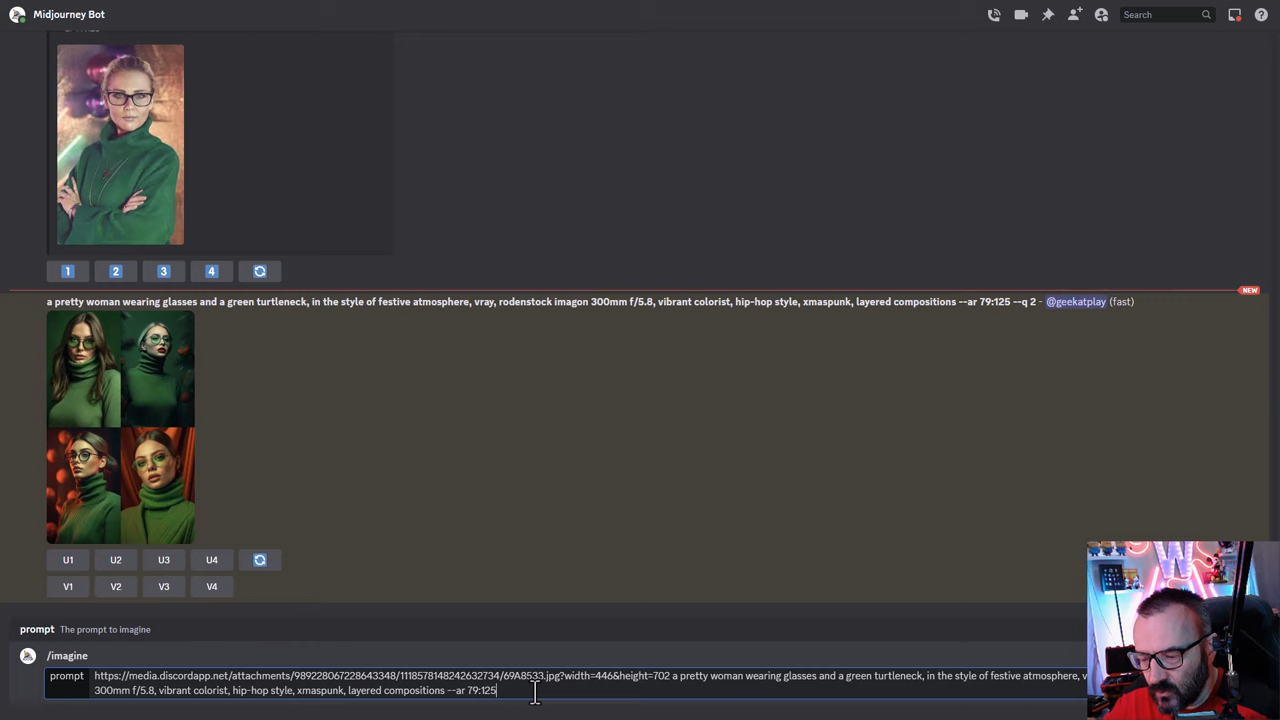 Midjourney Bot
Search
1
2
3
4
NEW
a pretty woman wearing glasses and a green turtleneck, in the style of festive atmosphere, vray, rodenstock imagon 300mm f/5.8, vibrant colorist, hip-hop style, xmaspunk, layered compositions --ar 79:125 --q 2 - @geekatplay (fast)
U1 U2 U3 U4
V1 V2 V3 V4
prompt The prompt to imagine
/imagine
prompt https://media.discordapp.net/attachments/989228067228643348/1118578148242632734/69A8533.jpg?width=446&height=702 a pretty woman wearing glasses and a green turtleneck, in the style of festive atmosphere, v
300mm f/5.8, vibrant colorist, hip-hop style, xmaspunk, layered compositions --ar 79:125
W